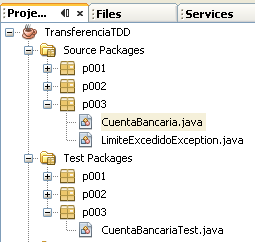 Proje... Files Services
TransferenciaTDD
Source Packages
p001
p002
p003
CuentaBancaria.java
LimiteExcedidoException.java
Test Packages
p001
p002
p003
CuentaBancariaTest.java